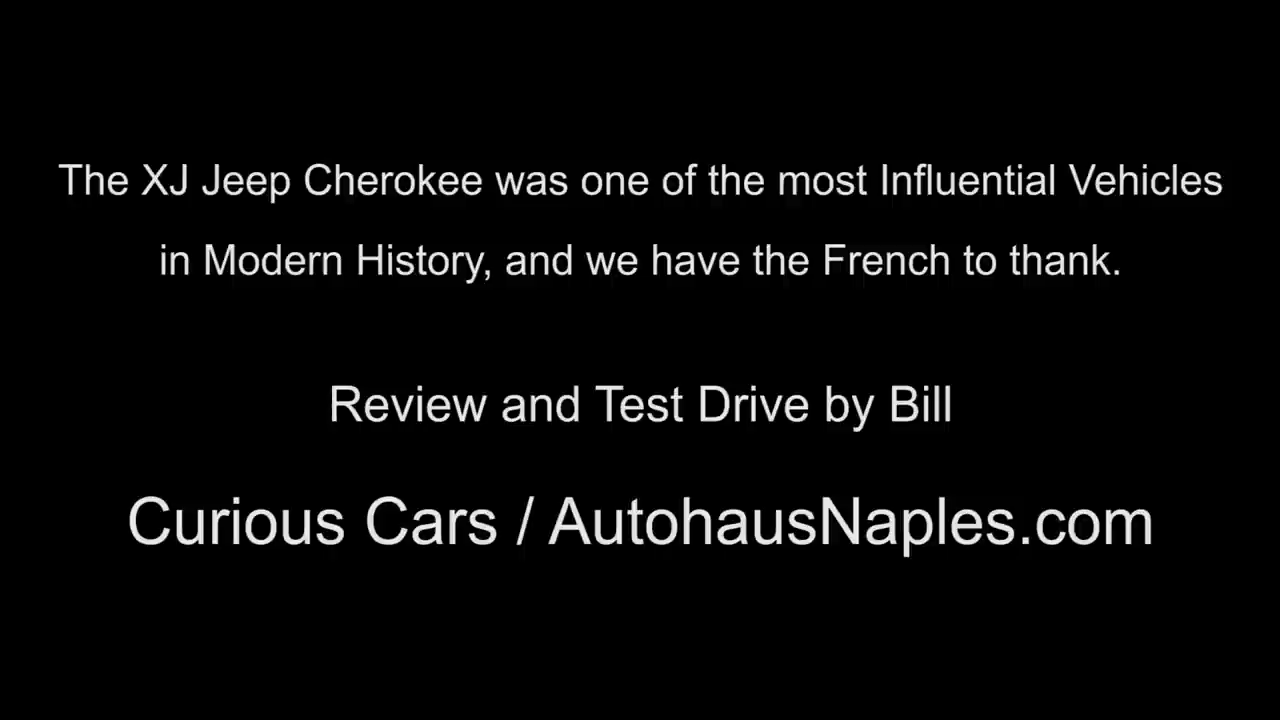 The XJ Jeep Cherokee was one of the most Influential Vehicles
in Modern History, and we have the French to thank.
Review and Test Drive by Bill
Curious Cars / AutohausNaples.com